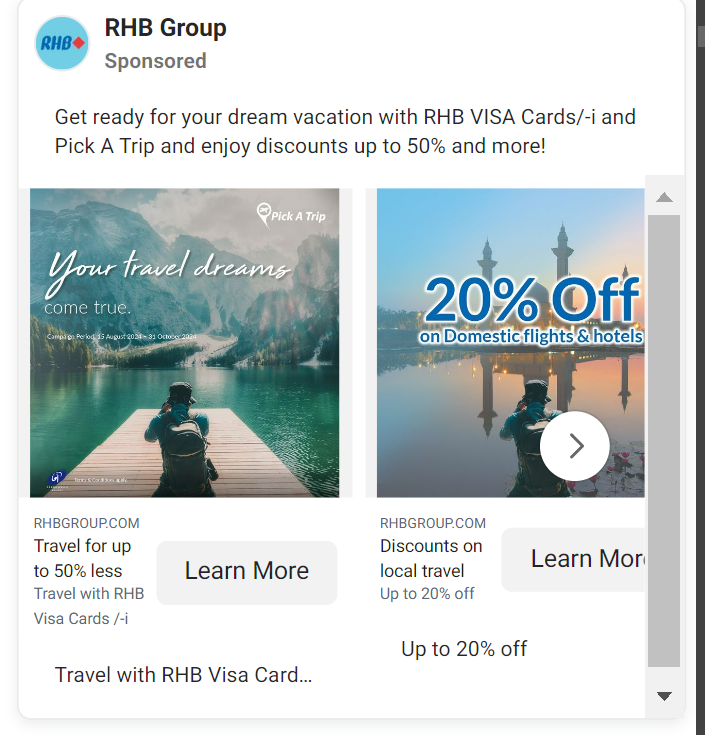 RHB
RHB Group
Sponsored
Get ready for your dream vacation with RHB VISA Cards/-i and
Pick A Trip and enjoy discounts up to 50% and more!
Pick A Trip
Your travel dreams
come true.
Campaign Period: 15 August 2024 – 31 October 2024
Terms & Conditions apply.
20% Off
on Domestic flights & hotels
RHBGROUP.COM
Travel for up
to 50% less
Travel with RHB
Visa Cards /-i
Learn More
Travel with RHB Visa Card...
RHBGROUP.COM
Discounts on
local travel
Up to 20% off
Learn Mor
Up to 20% off